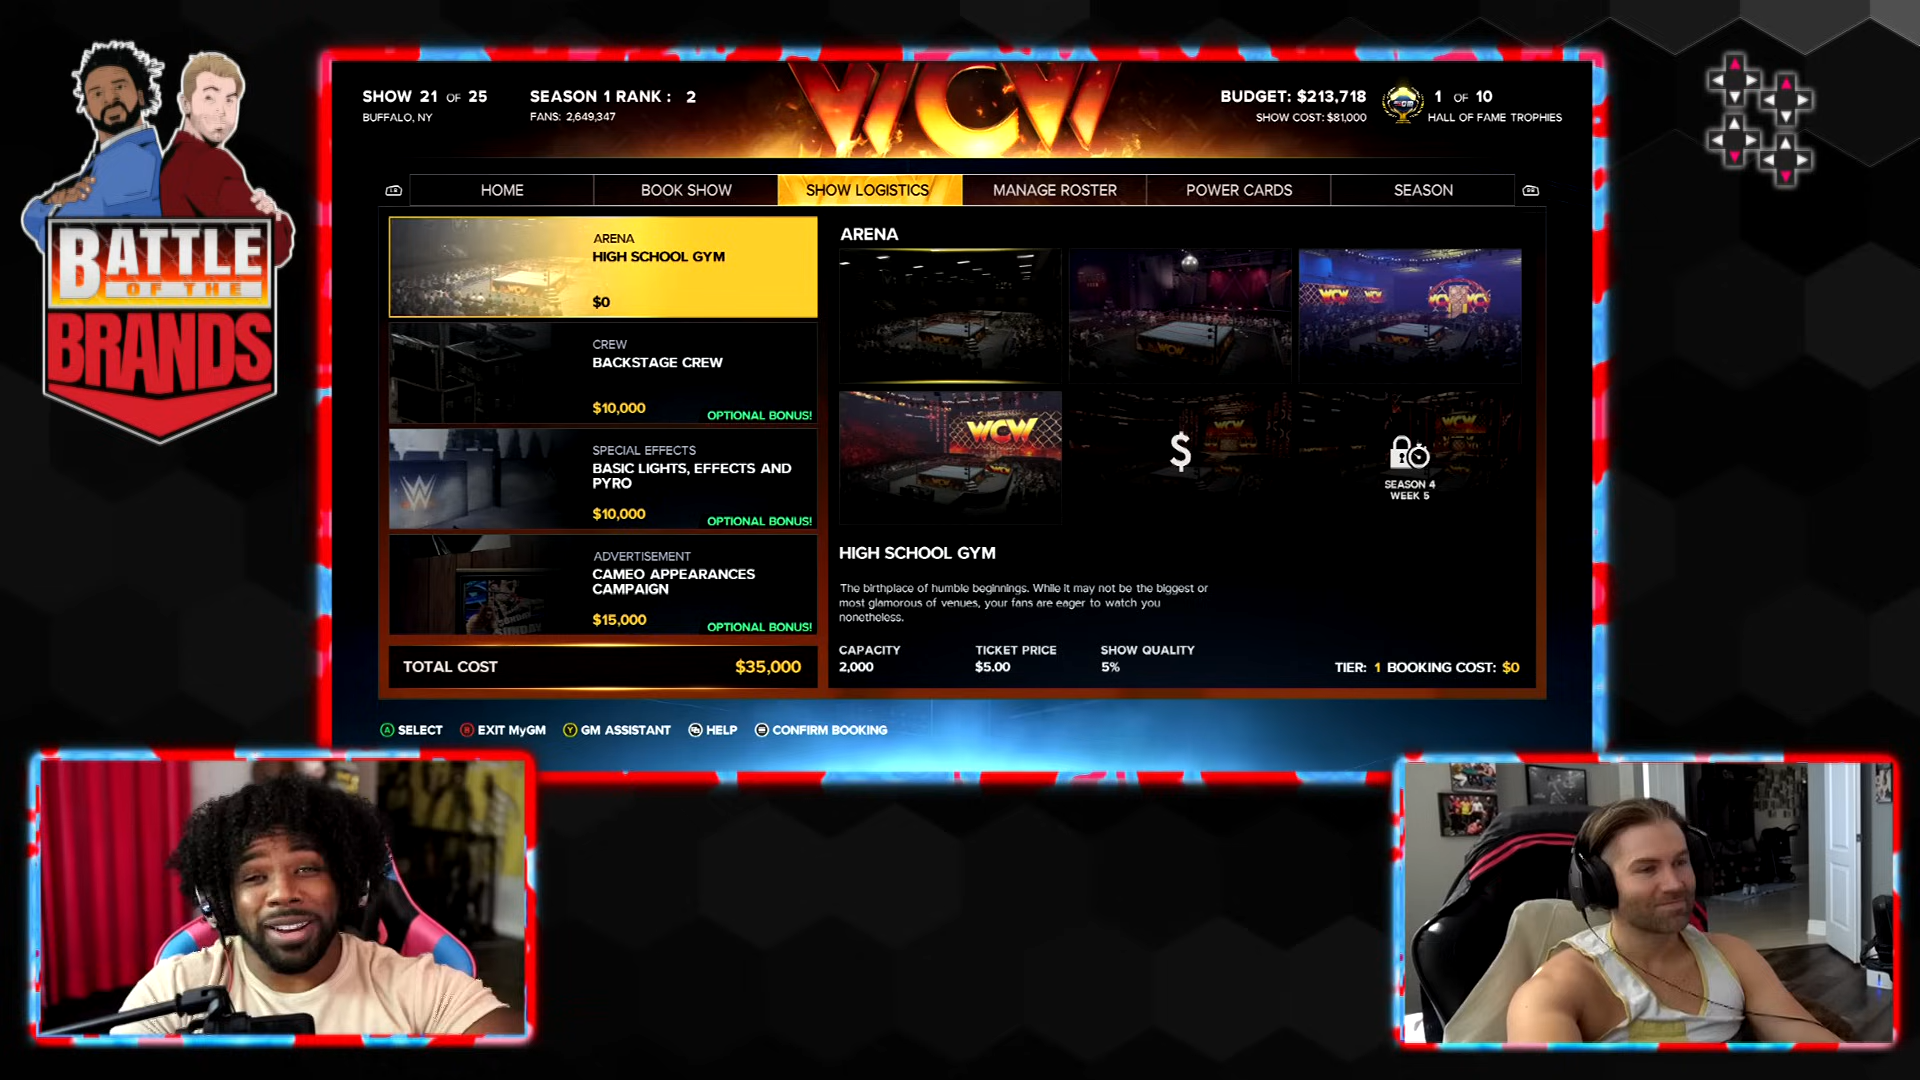 BATTLE
OF THE
BRANDS
SHOW 21 OF 25
BUFFALO, NY
SEASON 1 RANK : 2
FANS: 2,649,347
WCW
BUDGET: $213,718
SHOW COST: $81,000
1 OF 10
HALL OF FAME TROPHIES
HOME
BOOK SHOW
SHOW LOGISTICS
MANAGE ROSTER
POWER CARDS
SEASON
ARENA
HIGH SCHOOL GYM
$0
CREW
BACKSTAGE CREW
$10,000
OPTIONAL BONUS!
SPECIAL EFFECTS
BASIC LIGHTS, EFFECTS AND
PYRO
$10,000
OPTIONAL BONUS!
ADVERTISEMENT
CAMEO APPEARANCES
CAMPAIGN
$15,000
OPTIONAL BONUS!
TOTAL COST $35,000
ARENA
WCW
WCW
WCW
WCW
WCW
$
WCW
WCW
SEASON 4
WEEK 5
HIGH SCHOOL GYM
The birthplace of humble beginnings. While it may not be the biggest or
most glamorous of venues, your fans are eager to watch you
nonetheless.
CAPACITY
2,000
TICKET PRICE
$5.00
SHOW QUALITY
5%
TIER: 1 BOOKING COST: $0
A SELECT
B EXIT MyGM
Y GM ASSISTANT
HELP
CONFIRM BOOKING